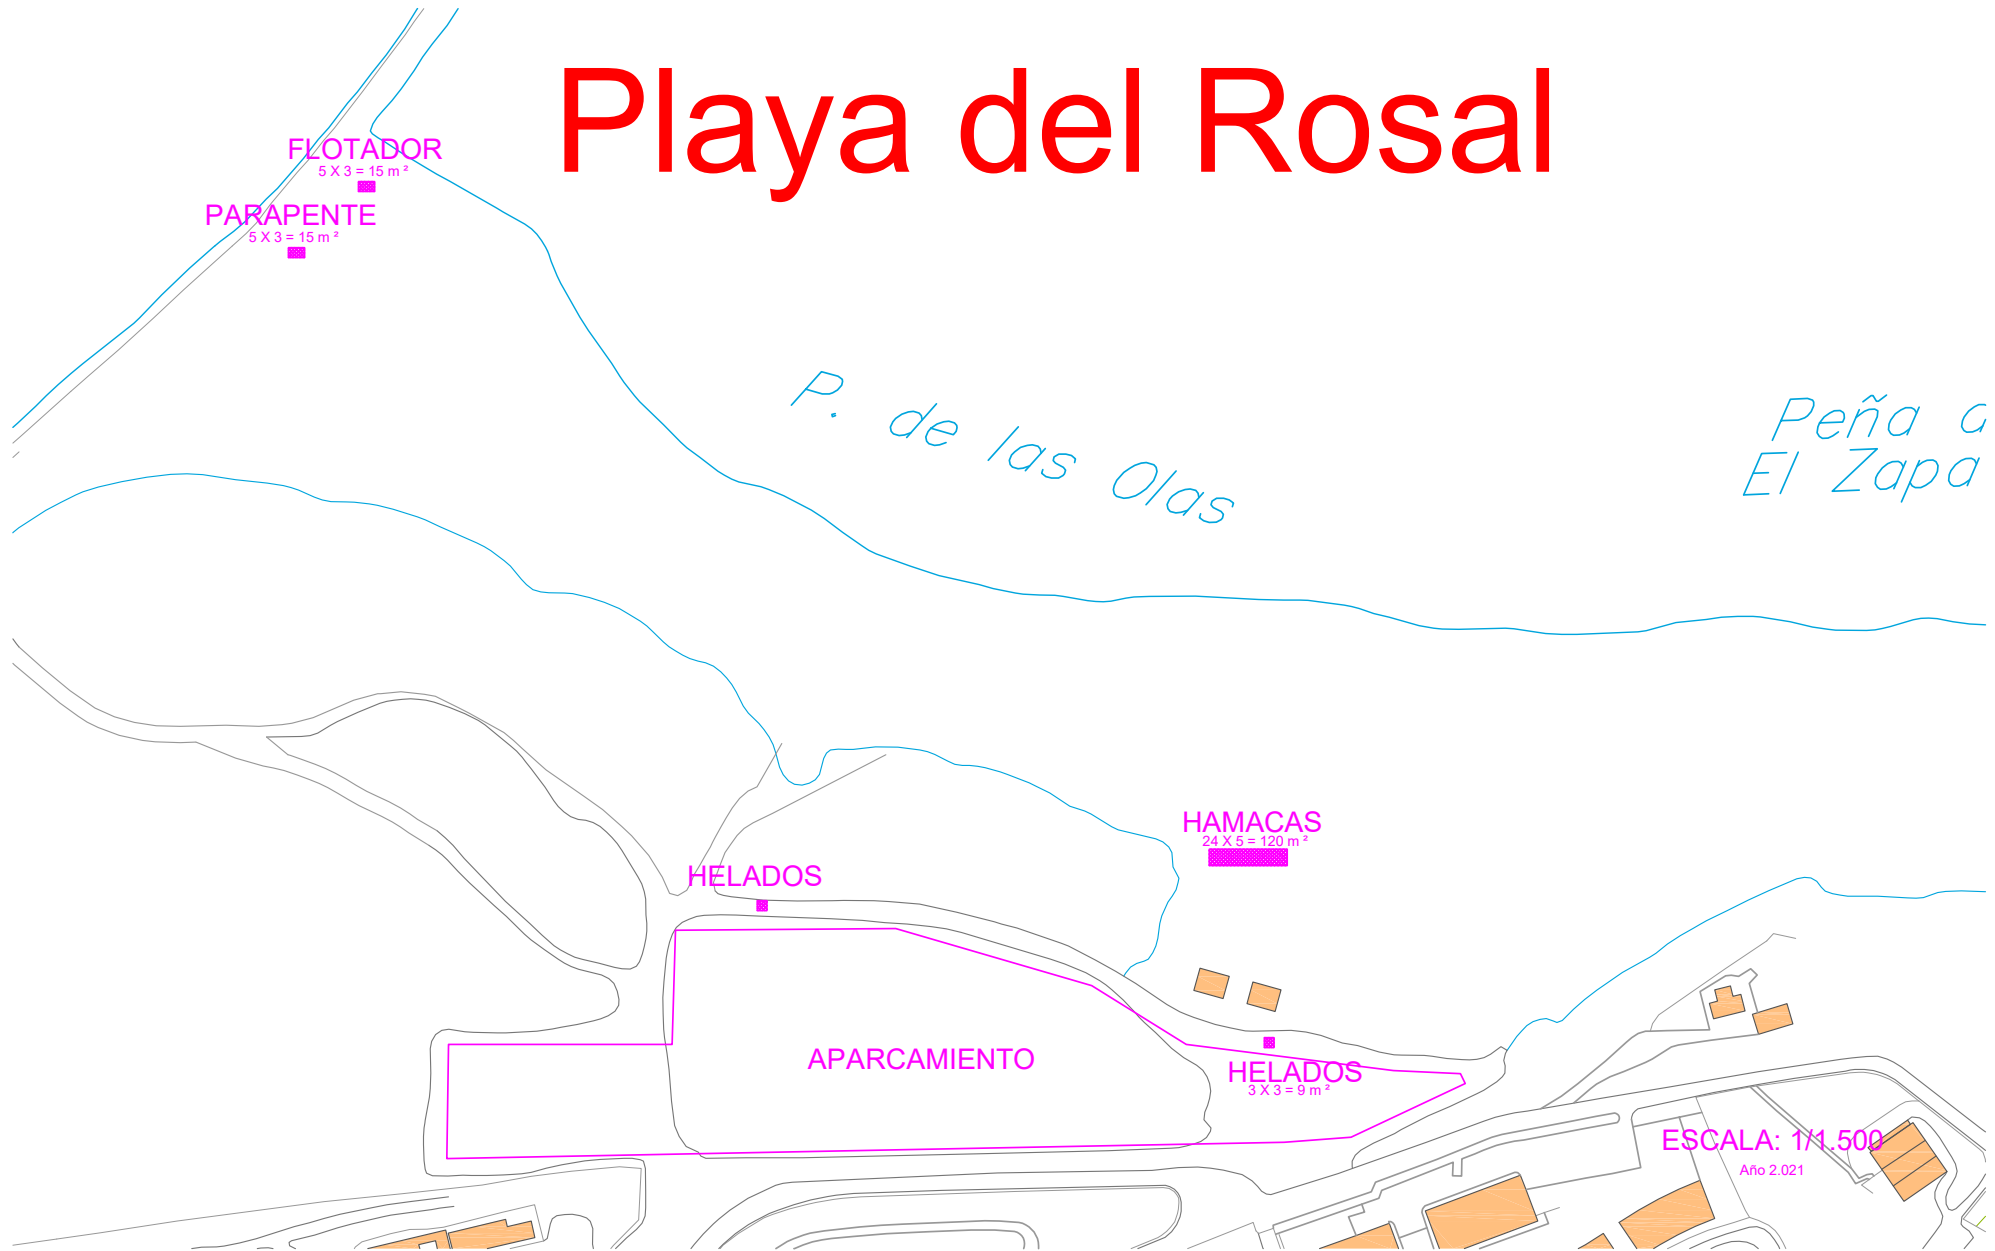 Playa del Rosal
FLOTADOR
5 X 3 = 15 m ²
PARAPENTE
5 X 3 = 15 m ²
P. de las Olas
Peña
El Zapa
HAMACAS
24 X 5 = 120 m ²
HELADOS
APARCAMIENTO
HELADOS
3 X 3 = 9 m ²
ESCALA: 1/1.500
Año 2.021